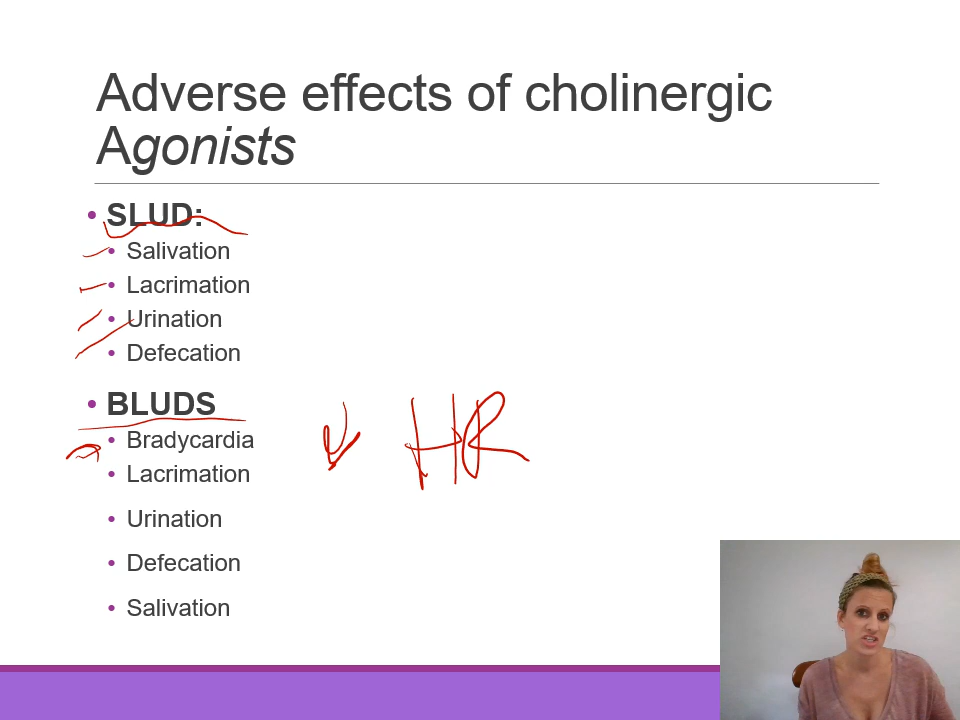 Adverse effects of cholinergic
Agonists
• SLUD:
• Salivation
• Lacrimation
• Urination
• Defecation
• BLUDS
• Bradycardia
↓ HR
• Lacrimation
• Urination
• Defecation
• Salivation